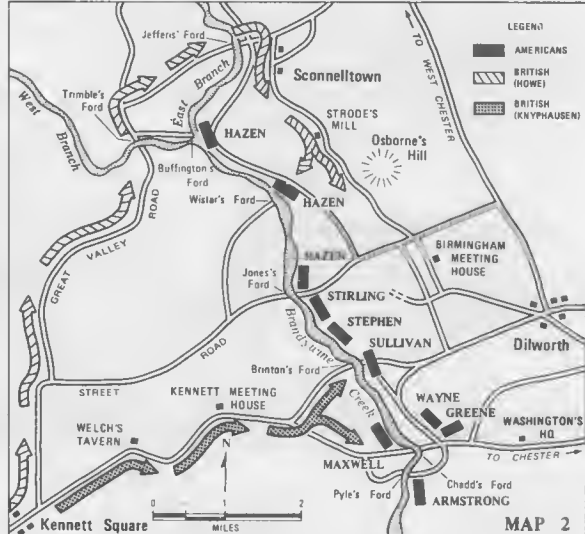 Jefferis' Ford
LEGEND
AMERICANS
BRITISH
(HOWE)
BRITISH
(KNYPHAUSEN)
TO WEST CHESTER
Sconnelltown
Trimble's
Ford
West Branch
East Branch
STRODE'S
MILL
Osborne's
Hill
HAZEN
Buffington's
Ford
HAZEN
Wistar's Ford
GREAT VALLEY ROAD
HAZEN
BIRMINGHAM
MEETING
HOUSE
Jones's
Ford
STIRLING
STEPHEN
SULLIVAN
Dilworth
Brandywine Creek
STREET ROAD
Brinton's Ford
KENNETT MEETING
HOUSE
WAYNE
GREENE
WELCH'S
TAVERN
N
WASHINGTON'S
HQ.
MAXWELL
TO CHESTER
Chadd's Ford
Pyle's Ford
ARMSTRONG
0 1 2
MILES
Kennett Square
MAP 2